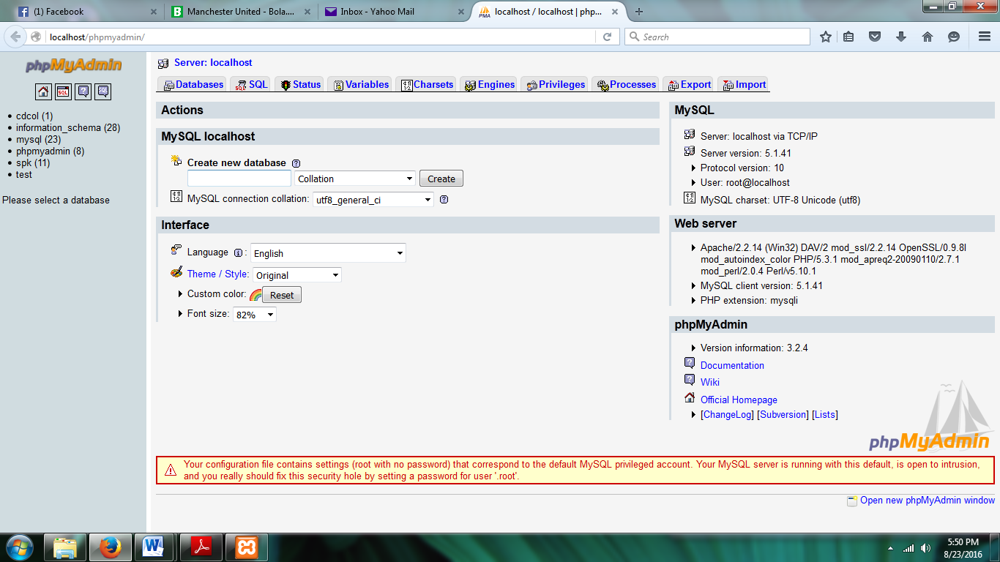 (1) Facebook
Manchester United - Bola....
Inbox - Yahoo Mail
localhost / localhost | php...
localhost/phpmyadmin/
Search
phpMyAdmin
SQL
cdcol (1)
information_schema (28)
mysql (23)
phpmyadmin (8)
spk (11)
test
Please select a database
Server: localhost
Databases
SQL
Status
Variables
Charsets
Engines
Privileges
Processes
Export
Import
Actions
MySQL localhost
Create new database
Collation
Create
MySQL connection collation: utf8_general_ci
Interface
Language : English
Theme / Style: Original
Custom color: Reset
Font size: 82%
MySQL
Server: localhost via TCP/IP
Server version: 5.1.41
Protocol version: 10
User: root@localhost
MySQL charset: UTF-8 Unicode (utf8)
Web server
Apache/2.2.14 (Win32) DAV/2 mod_ssl/2.2.14 OpenSSL/0.9.8l
mod_autoindex_color PHP/5.3.1 mod_apreq2-20090110/2.7.1
mod_perl/2.0.4 Perl/v5.10.1
MySQL client version: 5.1.41
PHP extension: mysqli
phpMyAdmin
Version information: 3.2.4
Documentation
Wiki
Official Homepage
[ChangeLog] [Subversion] [Lists]
phpMyAdmin
Your configuration file contains settings (root with no password) that correspond to the default MySQL privileged account. Your MySQL server is running with this default, is open to intrusion,
and you really should fix this security hole by setting a password for user '.root'.
Open new phpMyAdmin window
5:50 PM
8/23/2016